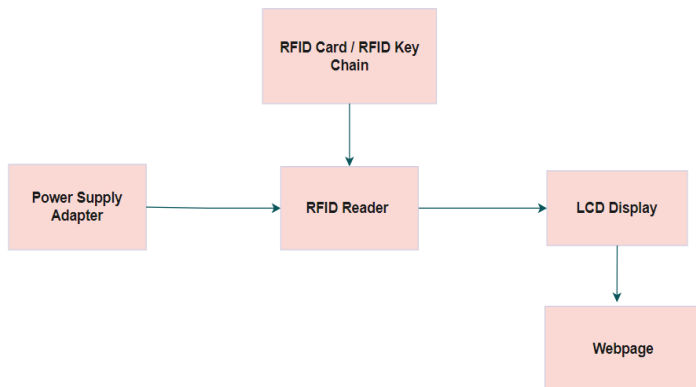 RFID Card / RFID Key
Chain
Power Supply
Adapter
RFID Reader
LCD Display
Webpage